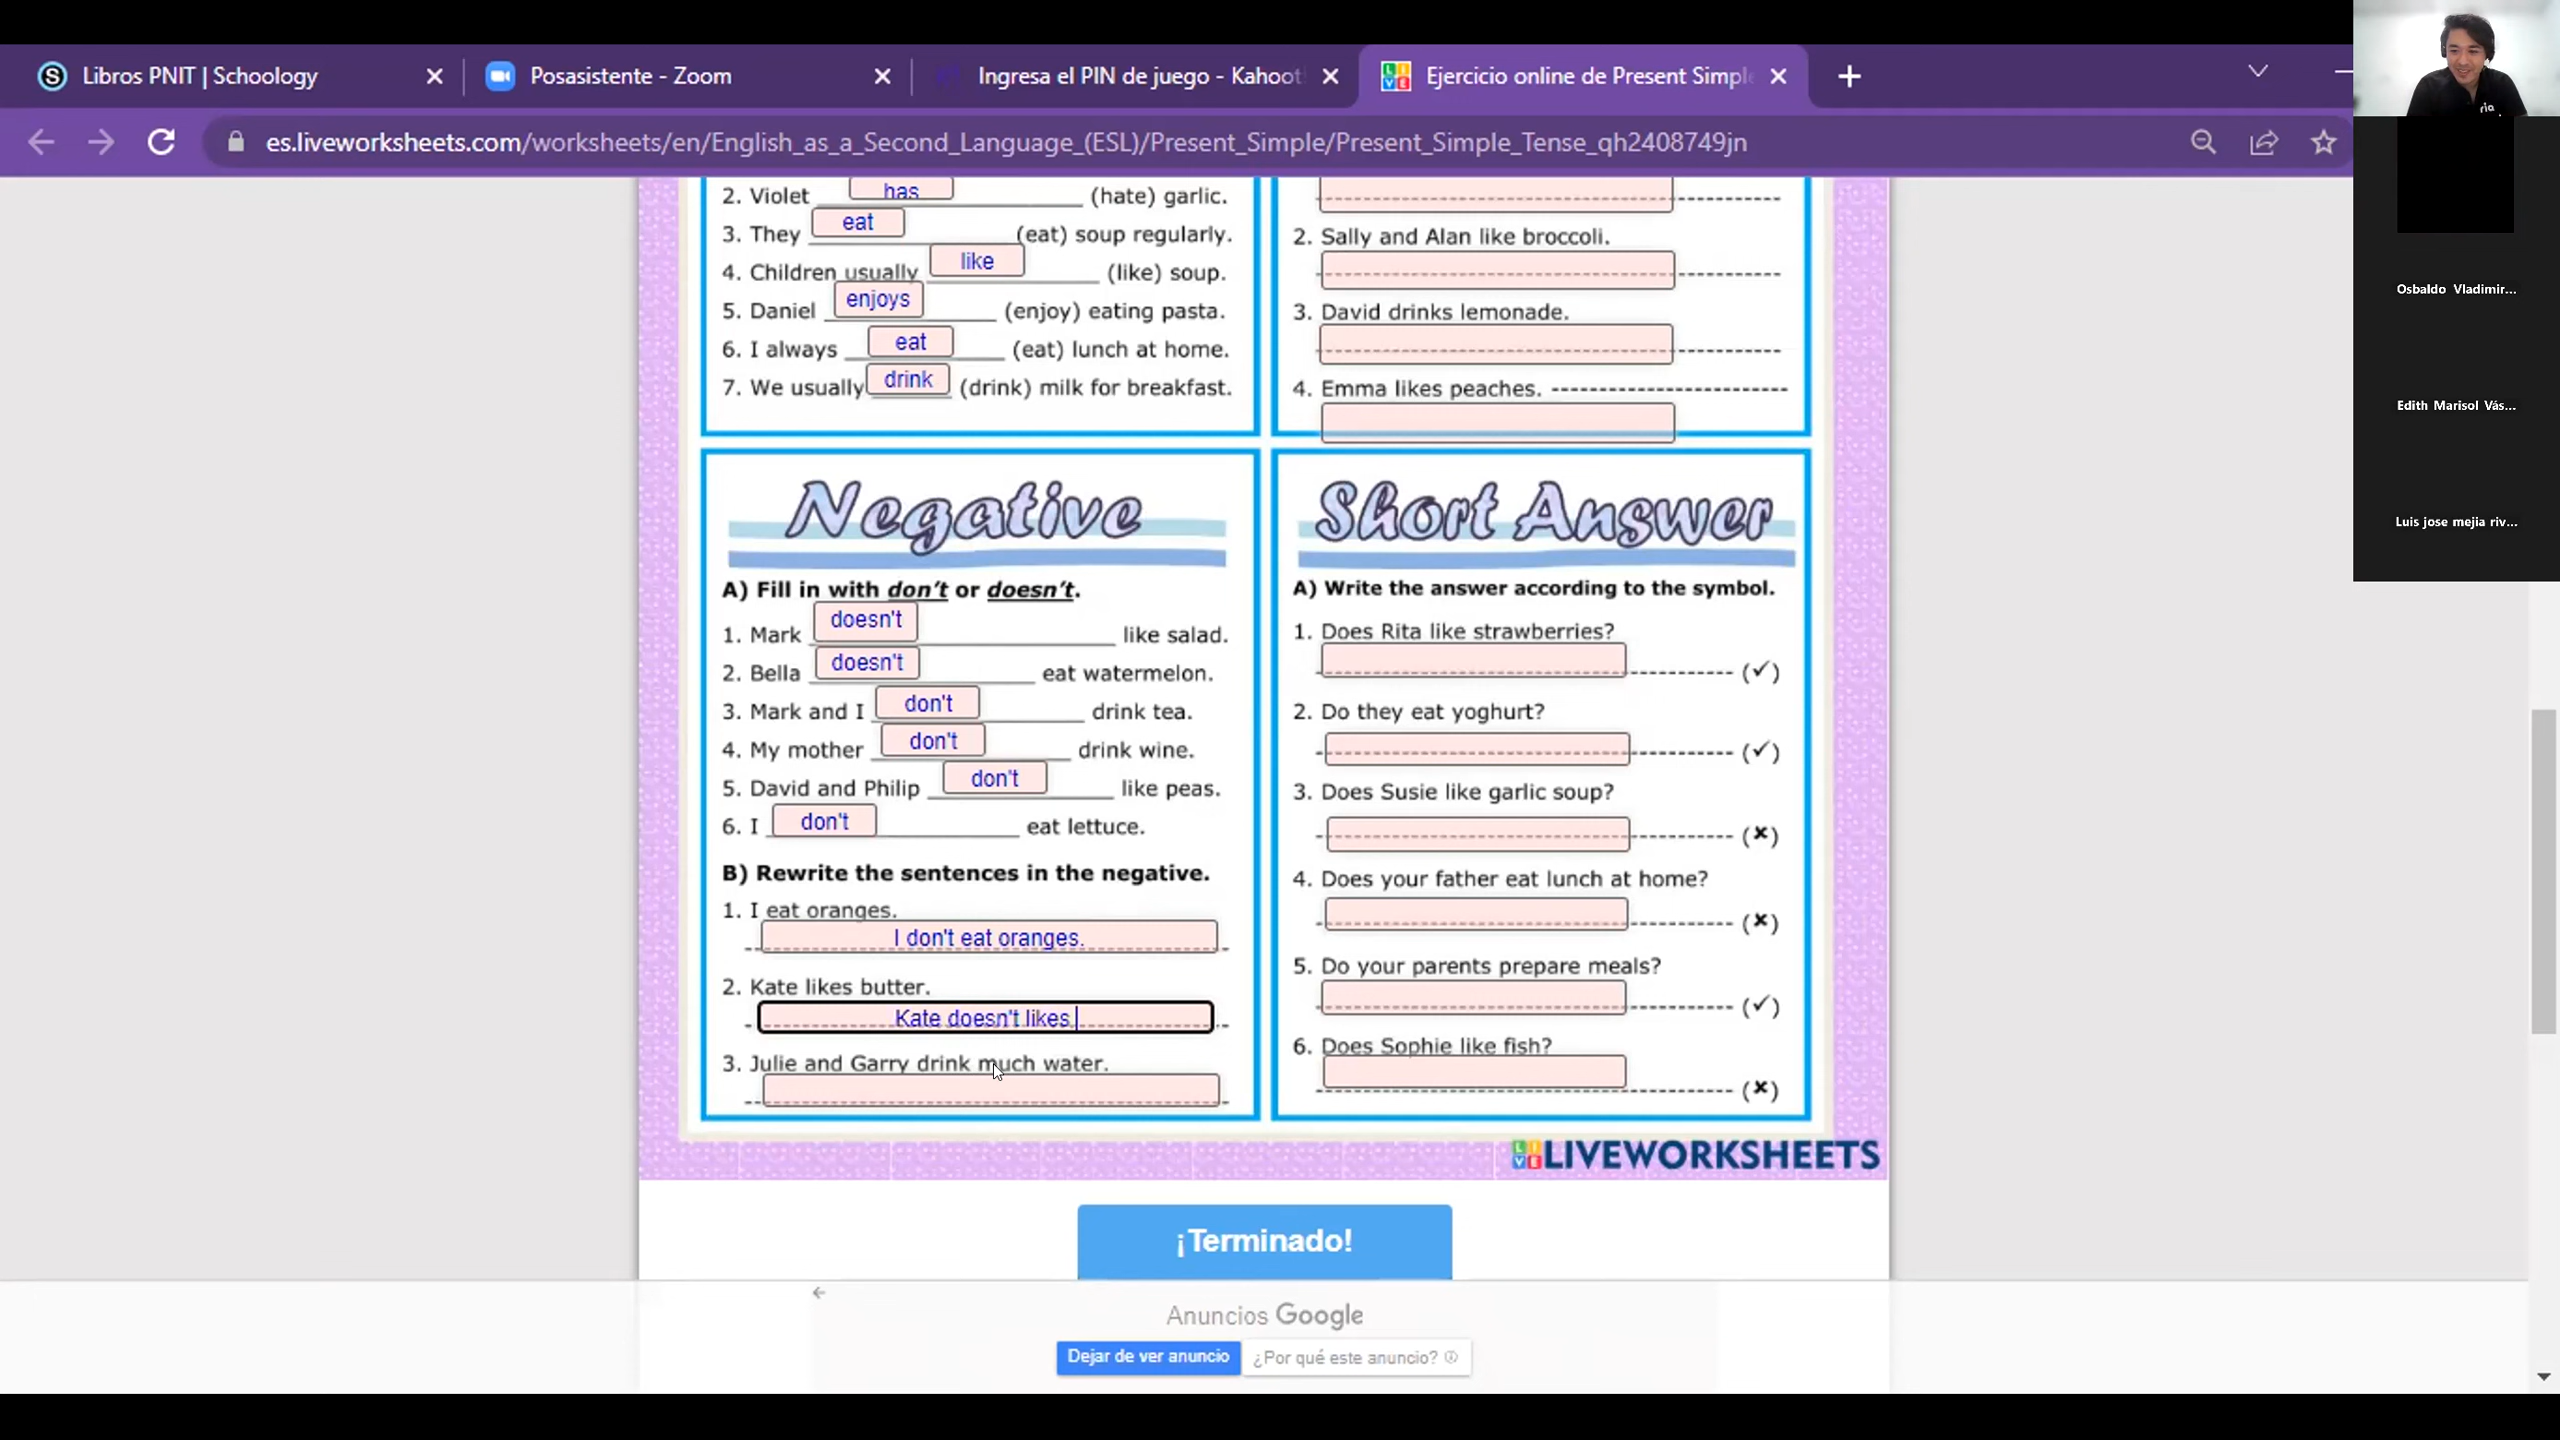 Libros PNIT | Schoology
Posasistente - Zoom
Ingresa el PIN de juego - Kahoot!
Ejercicio online de Present Simple
es.liveworksheets.com/worksheets/en/English_as_a_Second_Language_(ESL)/Present_Simple/Present_Simple_Tense_qh2408749jn
ria
Osbaldo Vladimir...
Edith Marisol Vás...
Luis jose mejia riv...
2. Violet has (hate) garlic.
3. They eat (eat) soup regularly.
4. Children usually like (like) soup.
5. Daniel enjoys (enjoy) eating pasta.
6. I always eat (eat) lunch at home.
7. We usually drink (drink) milk for breakfast.
2. Sally and Alan like broccoli.
3. David drinks lemonade.
4. Emma likes peaches.
Negative
A) Fill in with don't or doesn't.
1. Mark doesn't like salad.
2. Bella doesn't eat watermelon.
3. Mark and I don't drink tea.
4. My mother don't drink wine.
5. David and Philip don't like peas.
6. I don't eat lettuce.
B) Rewrite the sentences in the negative.
1. I eat oranges.
I don't eat oranges.
2. Kate likes butter.
Kate doesn't likes
3. Julie and Garry drink much water.
Short Answer
A) Write the answer according to the symbol.
1. Does Rita like strawberries?
(✓)
2. Do they eat yoghurt?
(✓)
3. Does Susie like garlic soup?
(✗)
4. Does your father eat lunch at home?
(✗)
5. Do your parents prepare meals?
(✓)
6. Does Sophie like fish?
(✗)
LIVEWORKSHEETS
¡Terminado!
Anuncios Google
Dejar de ver anuncio
¿Por qué este anuncio?